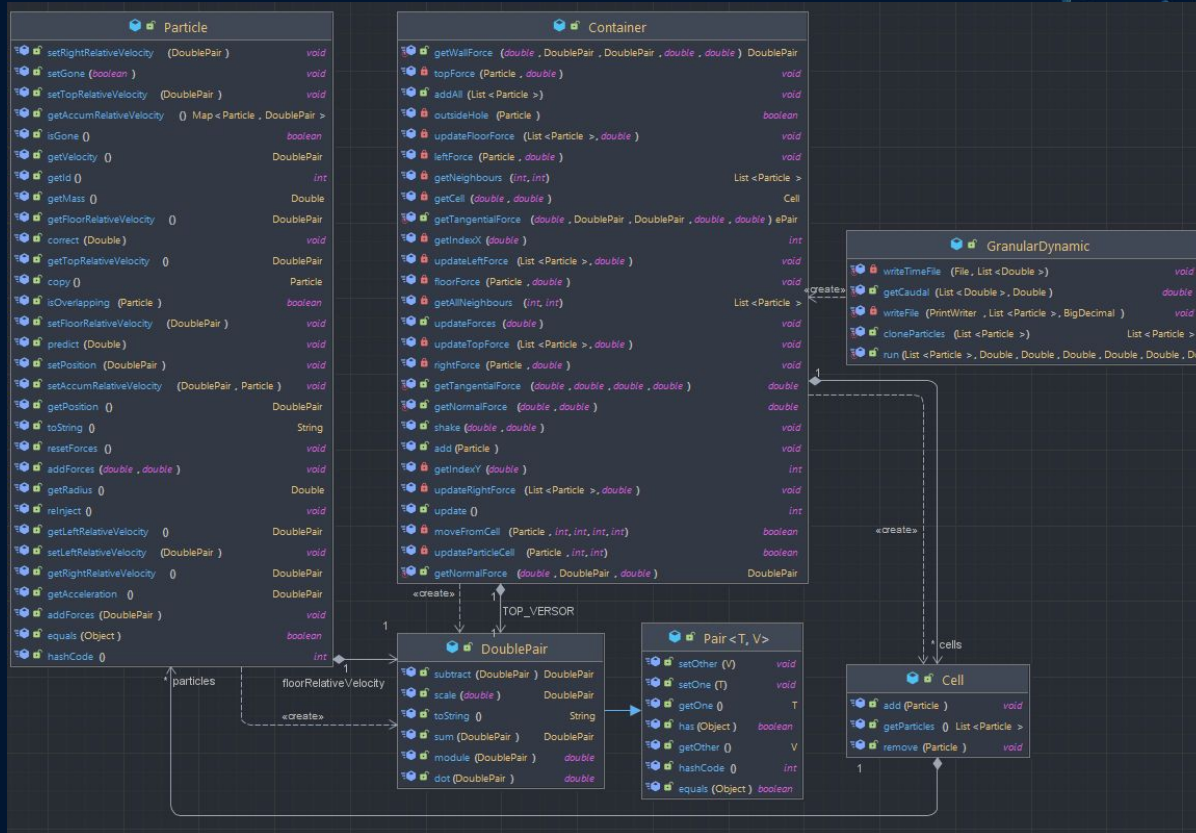 Particle
setRightRelativeVelocity (DoublePair ) void
setGone (boolean ) void
setTopRelativeVelocity (DoublePair ) void
getAccumRelativeVelocity () Map < Particle , DoublePair >
isGone () boolean
getVelocity () DoublePair
getId () int
getMass () Double
getFloorRelativeVelocity () DoublePair
correct (Double ) void
getTopRelativeVelocity () DoublePair
copy () Particle
isOverlapping (Particle ) boolean
setFloorRelativeVelocity (DoublePair ) void
predict (Double ) void
setPosition (DoublePair ) void
setAccumRelativeVelocity (DoublePair , Particle ) void
getPosition () DoublePair
toString () String
resetForces () void
addForces (double , double ) void
getRadius () Double
reInject () void
getLeftRelativeVelocity () DoublePair
setLeftRelativeVelocity (DoublePair ) void
getRightRelativeVelocity () DoublePair
getAcceleration () DoublePair
addForces (DoublePair ) void
equals (Object ) boolean
hashCode () int
Container
getWallForce (double , DoublePair , DoublePair , double , double ) DoublePair
topForce (Particle , double ) void
addAll (List < Particle >) void
outsideHole (Particle ) boolean
updateFloorForce (List <Particle >, double ) void
leftForce (Particle , double ) void
getNeighbours (int, int) List <Particle >
getCell (double , double ) Cell
getTangentialForce (double , DoublePair , DoublePair , double , double ) ePair
getIndexX (double ) int
updateLeftForce (List <Particle >, double ) void
floorForce (Particle , double ) void
getAllNeighbours (int, int) List <Particle >
updateForces (double ) void
updateTopForce (List <Particle >, double ) void
rightForce (Particle , double ) void
getTangentialForce (double , double , double , double ) double
getNormalForce (double , double ) double
shake (double , double ) void
add (Particle ) void
getIndexY (double ) int
updateRightForce (List <Particle >, double ) void
update () int
moveFromCell (Particle , int, int, int, int) boolean
updateParticleCell (Particle , int, int) boolean
getNormalForce (double , DoublePair , double ) DoublePair
GranularDynamic
writeTimeFile (File , List <Double >) void
getCaudal (List < Double >, Double ) double
writeFile (PrintWriter , List <Particle >, BigDecimal ) void
cloneParticles (List <Particle >) List < Particle >
run (List <Particle >, Double , Double , Double , Double , Double ,
«create»
1
«create»
* cells
«create»
1
TOP_VERSOR
1
1
1
floorRelativeVelocity
* particles
«create»
DoublePair
subtract (DoublePair ) DoublePair
scale (double ) DoublePair
toString () String
sum (DoublePair ) DoublePair
module (DoublePair ) double
dot (DoublePair ) double
Pair <T, V>
setOther (V) void
setOne (T) void
getOne () T
has (Object ) boolean
getOther () V
hashCode () int
equals (Object ) boolean
Cell
add (Particle ) void
getParticles () List <Particle >
remove (Particle ) void
1